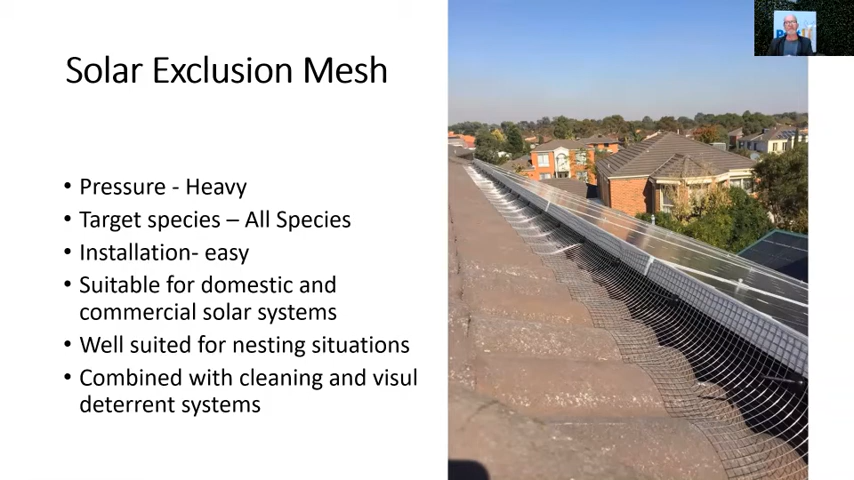 Solar Exclusion Mesh
• Pressure - Heavy
• Target species – All Species
• Installation- easy
• Suitable for domestic and
commercial solar systems
• Well suited for nesting situations
• Combined with cleaning and visul
deterrent systems